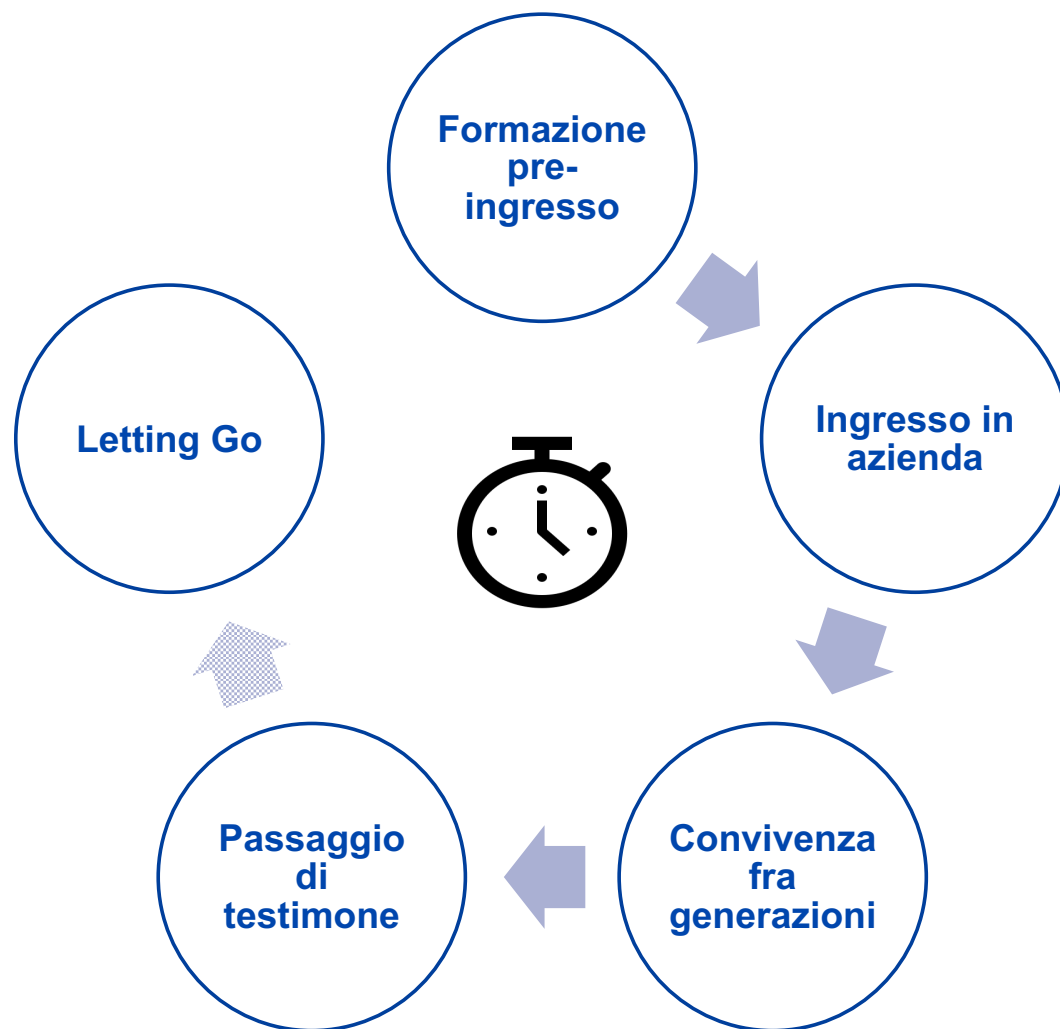 Formazione
pre-
ingresso
Ingresso in
azienda
Convivenza
fra
generazioni
Passaggio
di
testimone
Letting Go